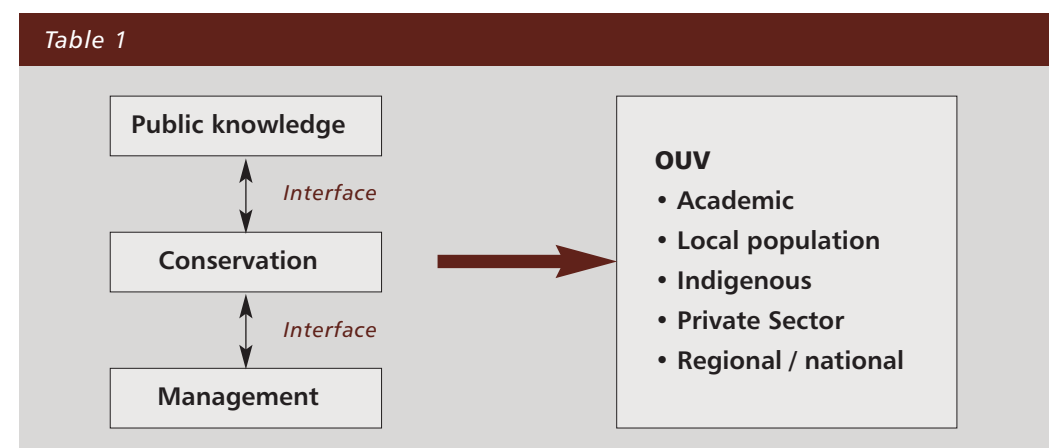 Table 1
Public knowledge
Interface
Conservation
Interface
Management
OUV
• Academic
• Local population
• Indigenous
• Private Sector
• Regional / national